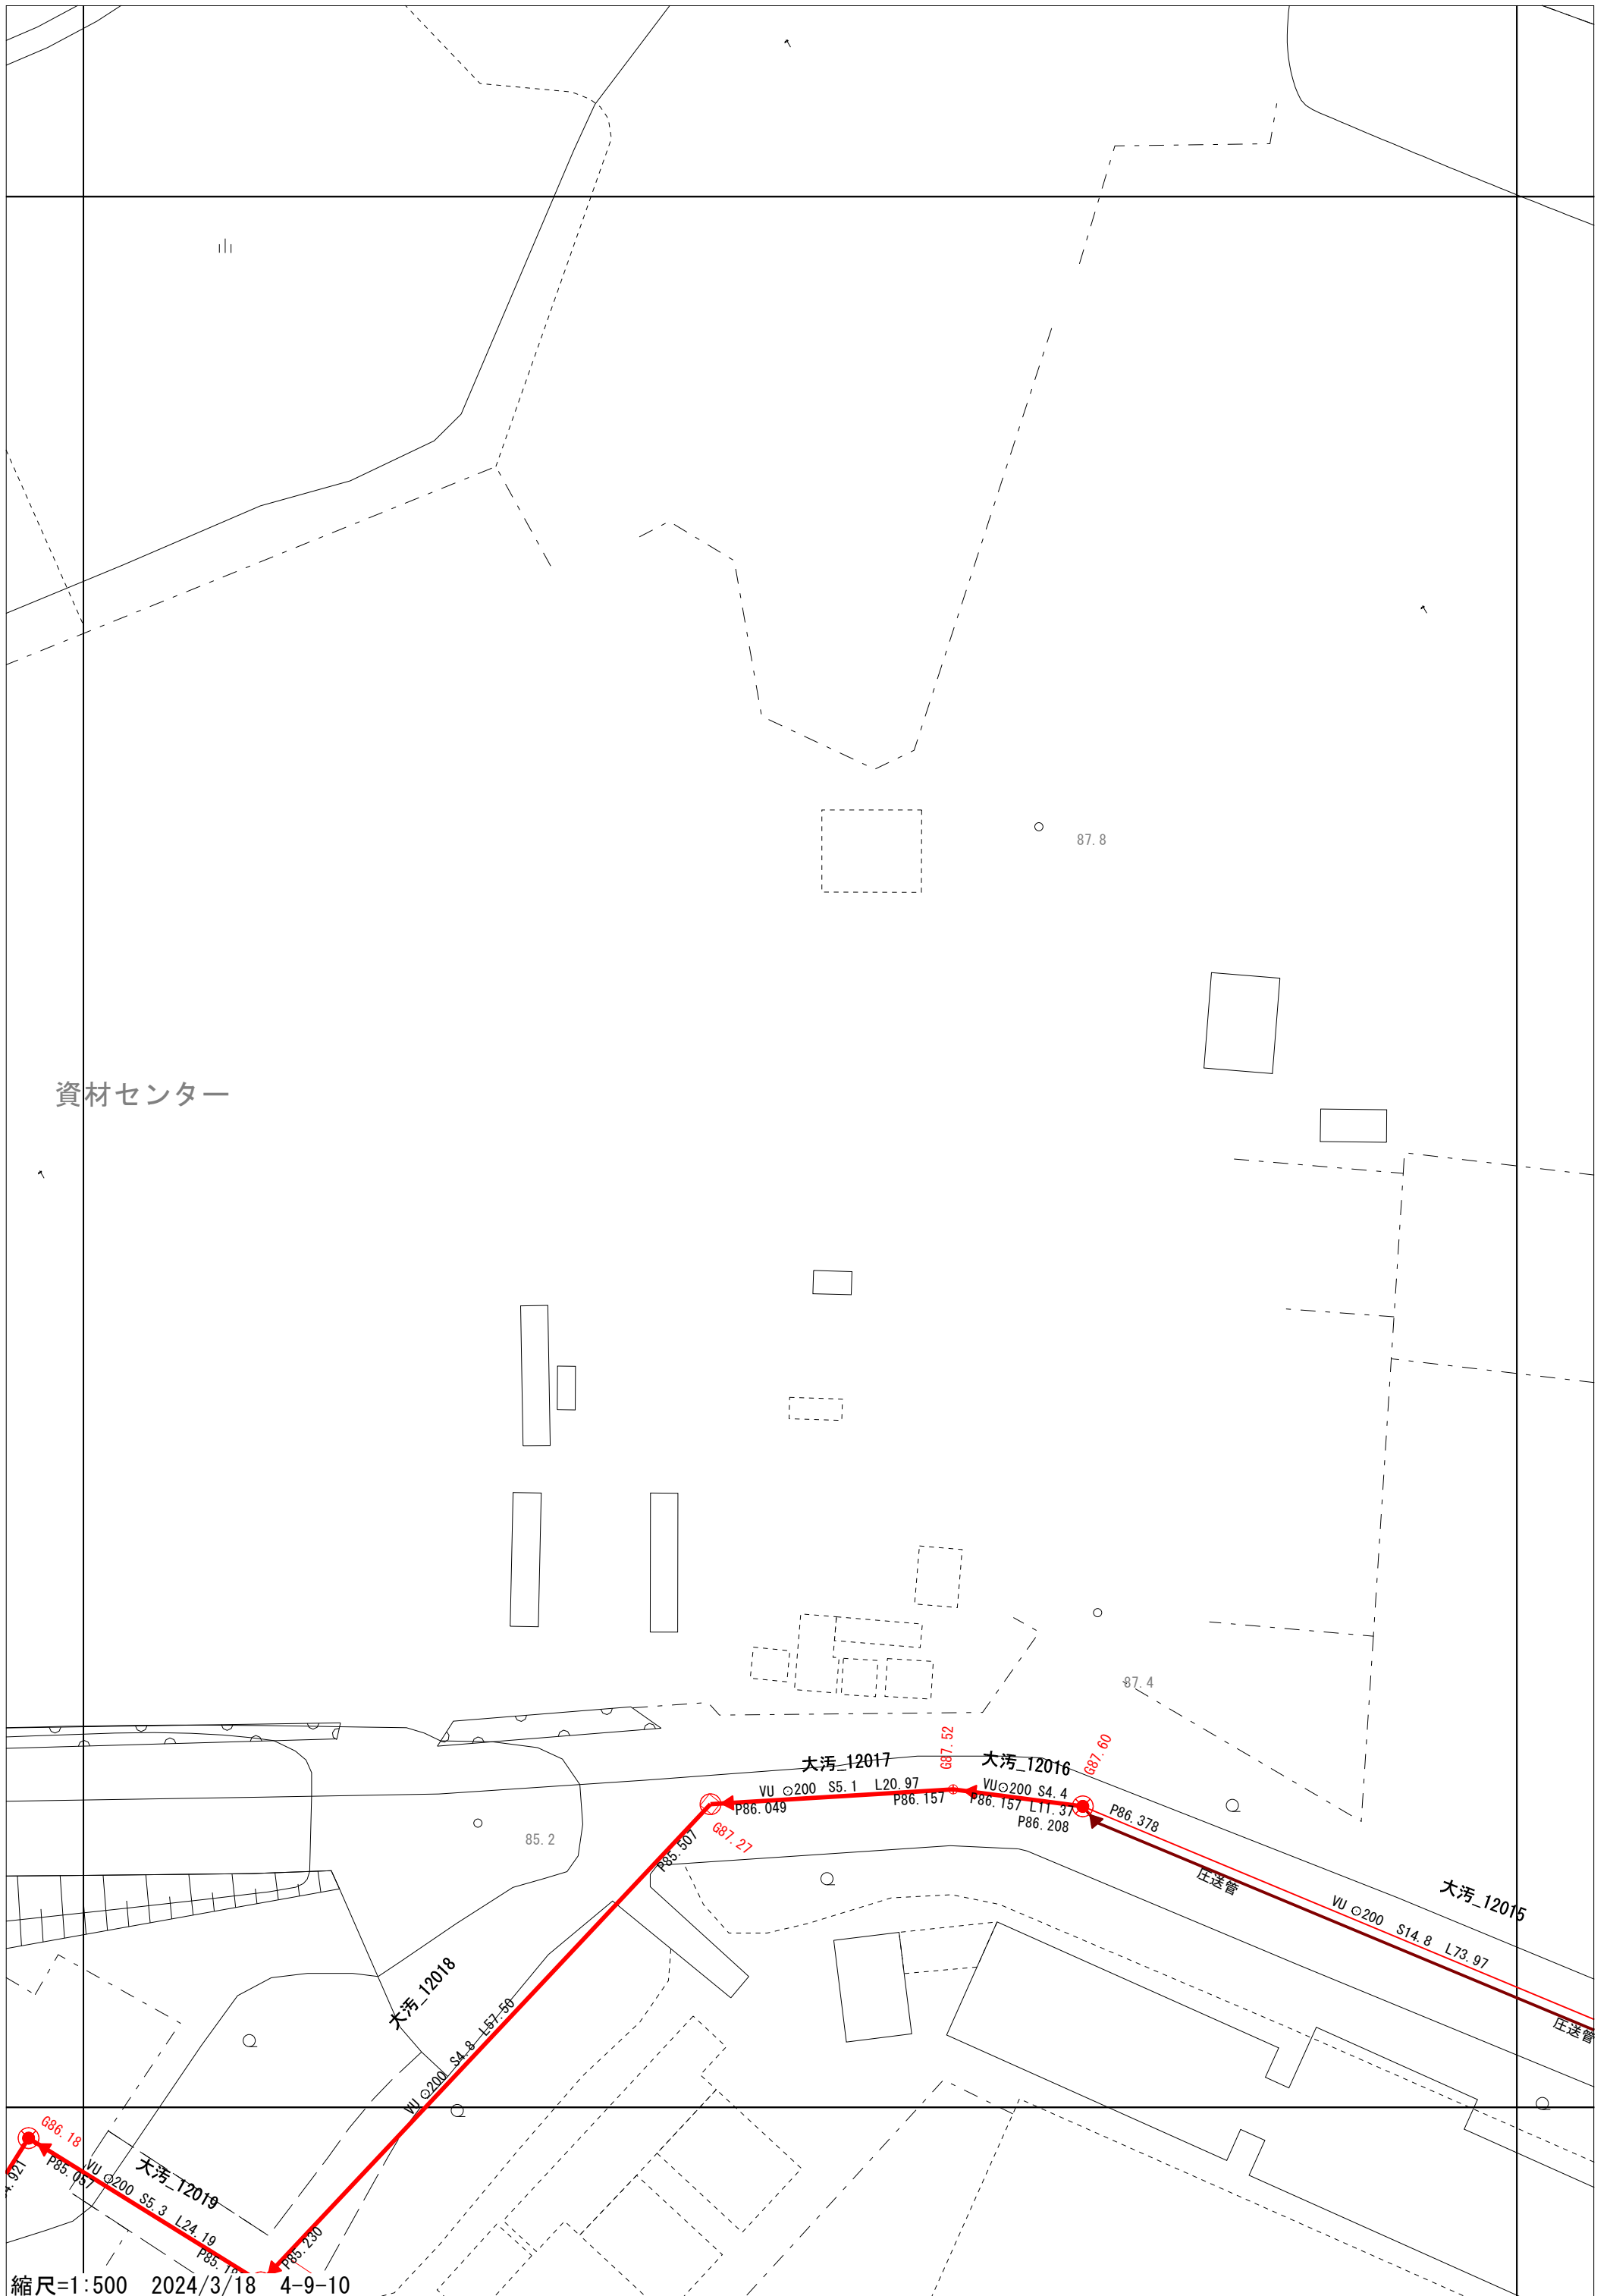 87.8
資材センター
87.4
G87.52
G87.60
大汚_12017
大汚_12016
VU ⊙200 S5.1 L20.97
VU⊙200 S4.4
P86.049
P86.157
P86.157 L11.37
P86.208
P86.378
G87.27
85.2
P85.507
圧送管
大汚_12015
VU ⊙200 S14.8 L73.97
圧送管
大汚_12018
VU ⊙200 S4.8 L57.50
G86.18
P85.057
大汚_12019
VU ⊙200 S5.3 L24.19
P85.230
縮尺=1:500 2024/3/18 4-9-10